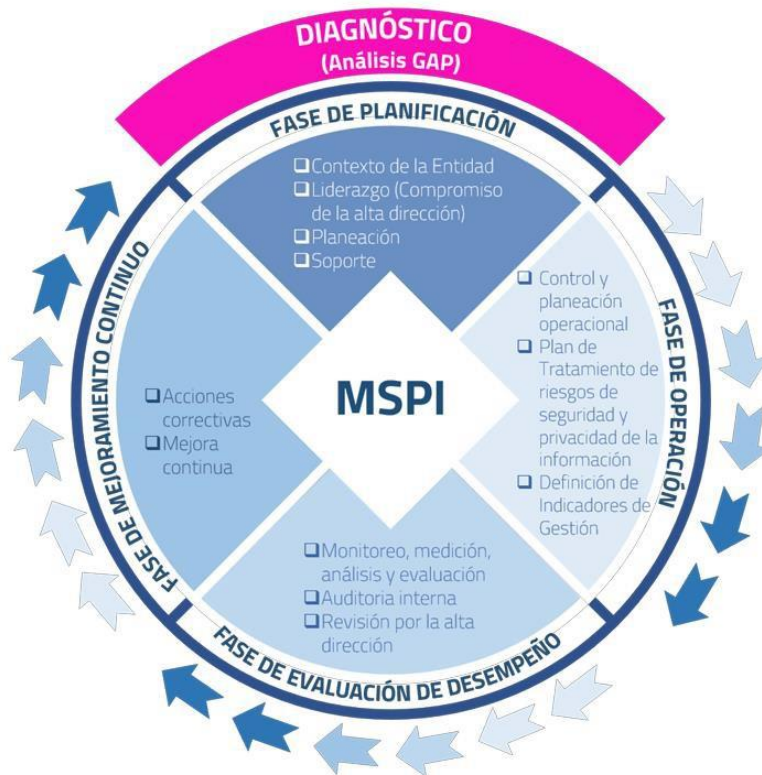 DIAGNÓSTICO
(Análisis GAP)
FASE DE PLANIFICACIÓN
❑Contexto de la Entidad
❑Liderazgo (Compromiso
de la alta dirección)
❑Planeación
❑Soporte
FASE DE OPERACIÓN
❑ Control y
planeación
operacional
❑ Plan de
Tratamiento de
riesgos de
seguridad y
privacidad de la
información
❑ Definición de
Indicadores de
Gestión
MSPI
FASE DE EVALUACIÓN DE DESEMPEÑO
❑Monitoreo, medición,
análisis y evaluación
❑Auditoria interna
❑Revisión por la alta
dirección
FASE DE MEJORAMIENTO CONTINUO
❑Acciones
correctivas
❑Mejora
continua